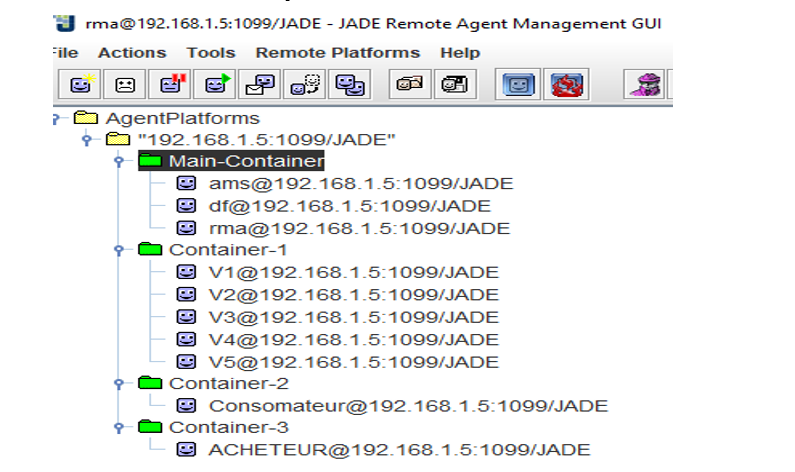 rma@192.168.1.5:1099/JADE - JADE Remote Agent Management GUI
File Actions Tools Remote Platforms Help
AgentPlatforms
"192.168.1.5:1099/JADE"
Main-Container
ams@192.168.1.5:1099/JADE
df@192.168.1.5:1099/JADE
rma@192.168.1.5:1099/JADE
Container-1
V1@192.168.1.5:1099/JADE
V2@192.168.1.5:1099/JADE
V3@192.168.1.5:1099/JADE
V4@192.168.1.5:1099/JADE
V5@192.168.1.5:1099/JADE
Container-2
Consomateur@192.168.1.5:1099/JADE
Container-3
ACHETEUR@192.168.1.5:1099/JADE